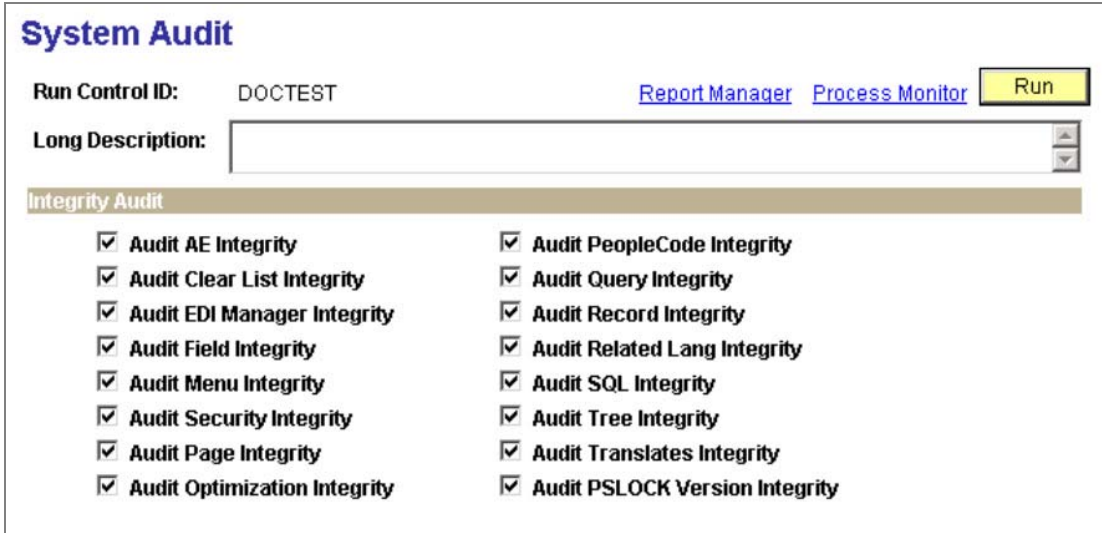 System Audit
Run Control ID: DOCTEST Report Manager Process Monitor Run
Long Description:
Integrity Audit
Audit AE Integrity Audit PeopleCode Integrity
Audit Clear List Integrity Audit Query Integrity
Audit EDI Manager Integrity Audit Record Integrity
Audit Field Integrity Audit Related Lang Integrity
Audit Menu Integrity Audit SQL Integrity
Audit Security Integrity Audit Tree Integrity
Audit Page Integrity Audit Translates Integrity
Audit Optimization Integrity Audit PSLOCK Version Integrity